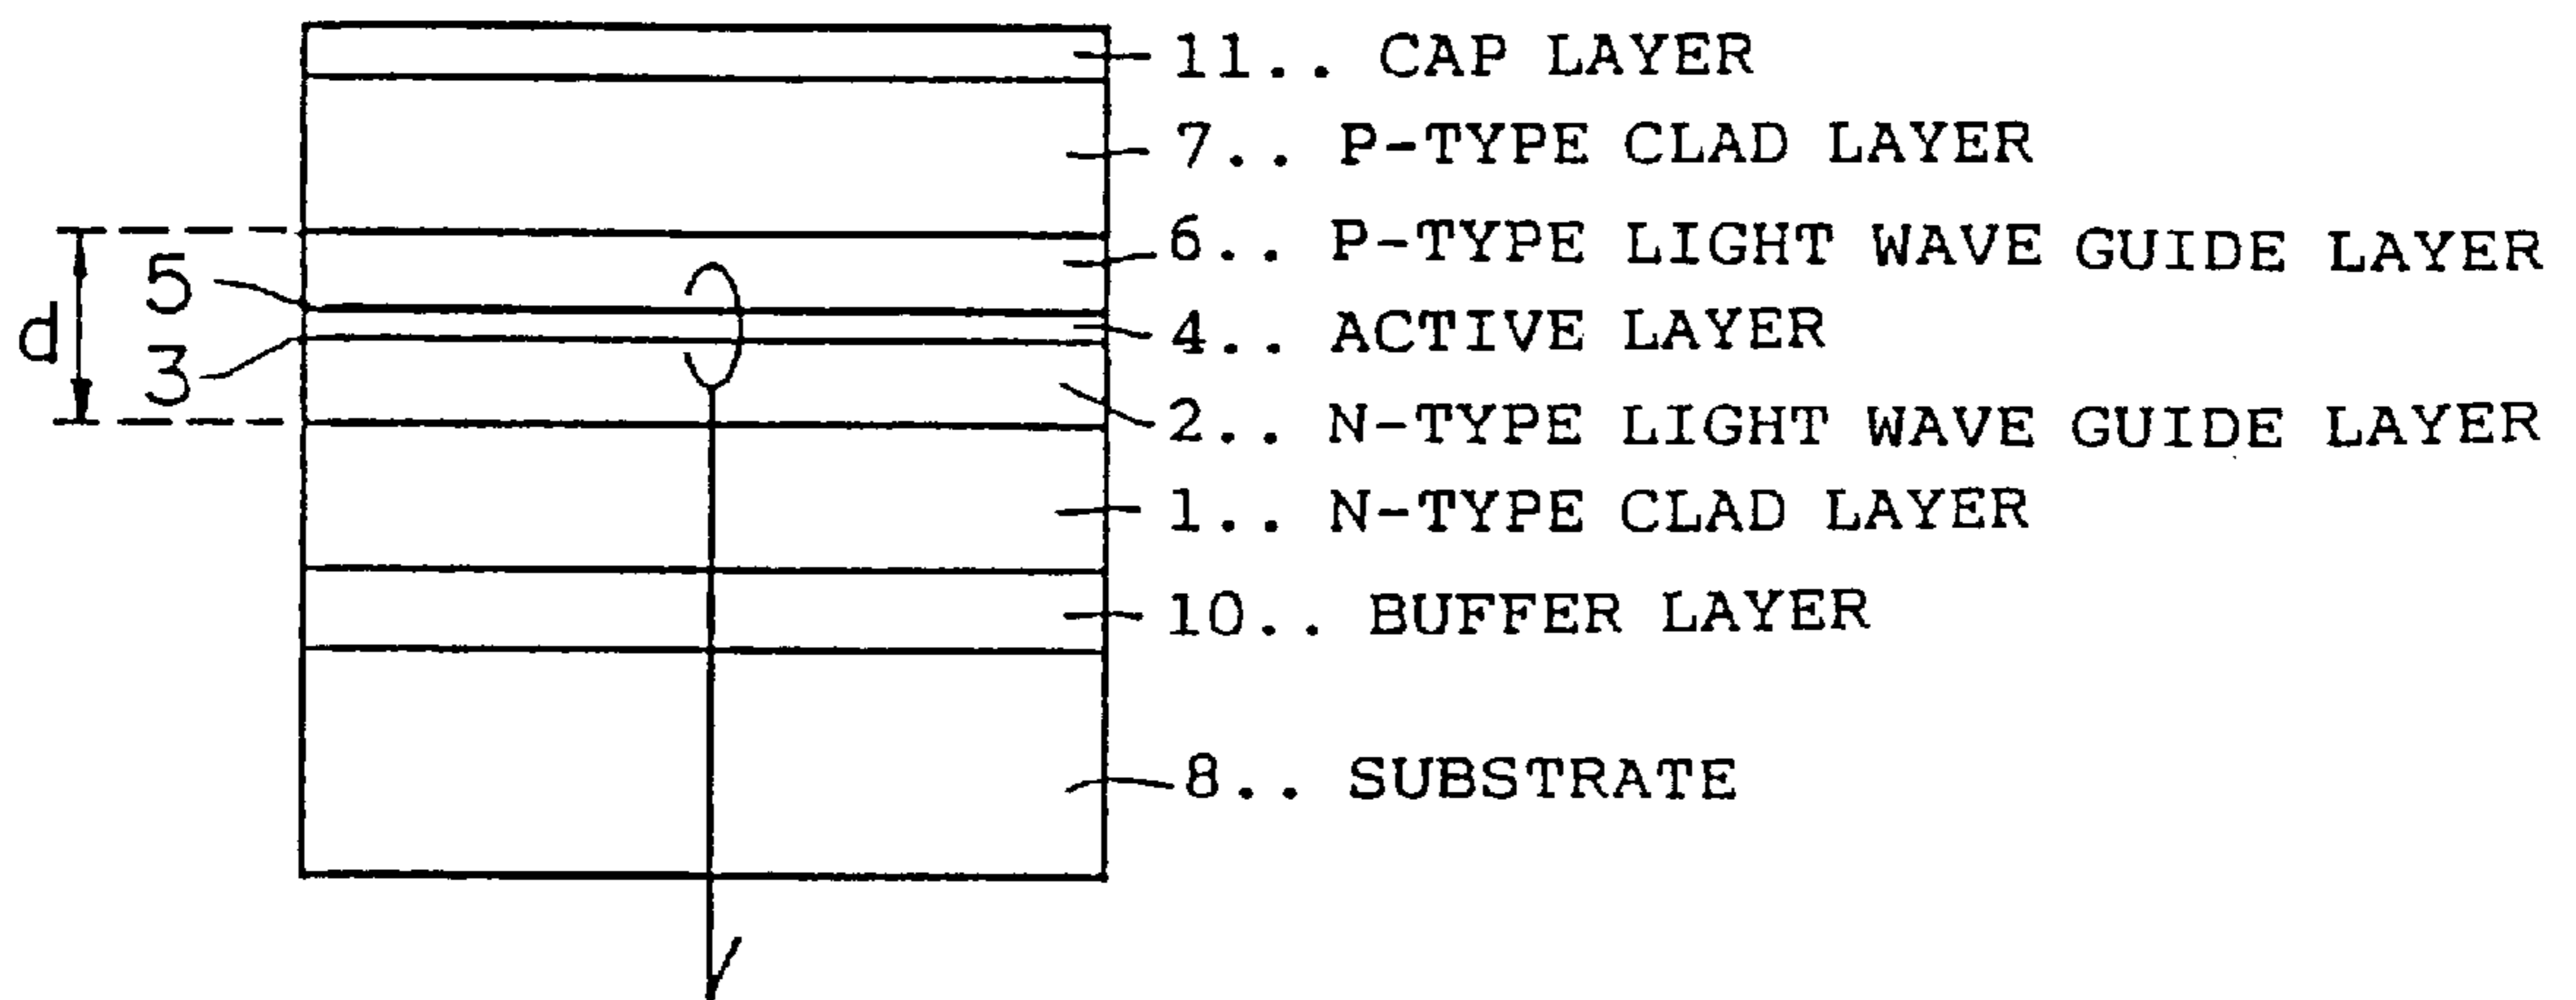 11.. CAP LAYER
7.. P-TYPE CLAD LAYER
6.. P-TYPE LIGHT WAVE GUIDE LAYER
5
4.. ACTIVE LAYER
d
3
2.. N-TYPE LIGHT WAVE GUIDE LAYER
1.. N-TYPE CLAD LAYER
10.. BUFFER LAYER
8.. SUBSTRATE